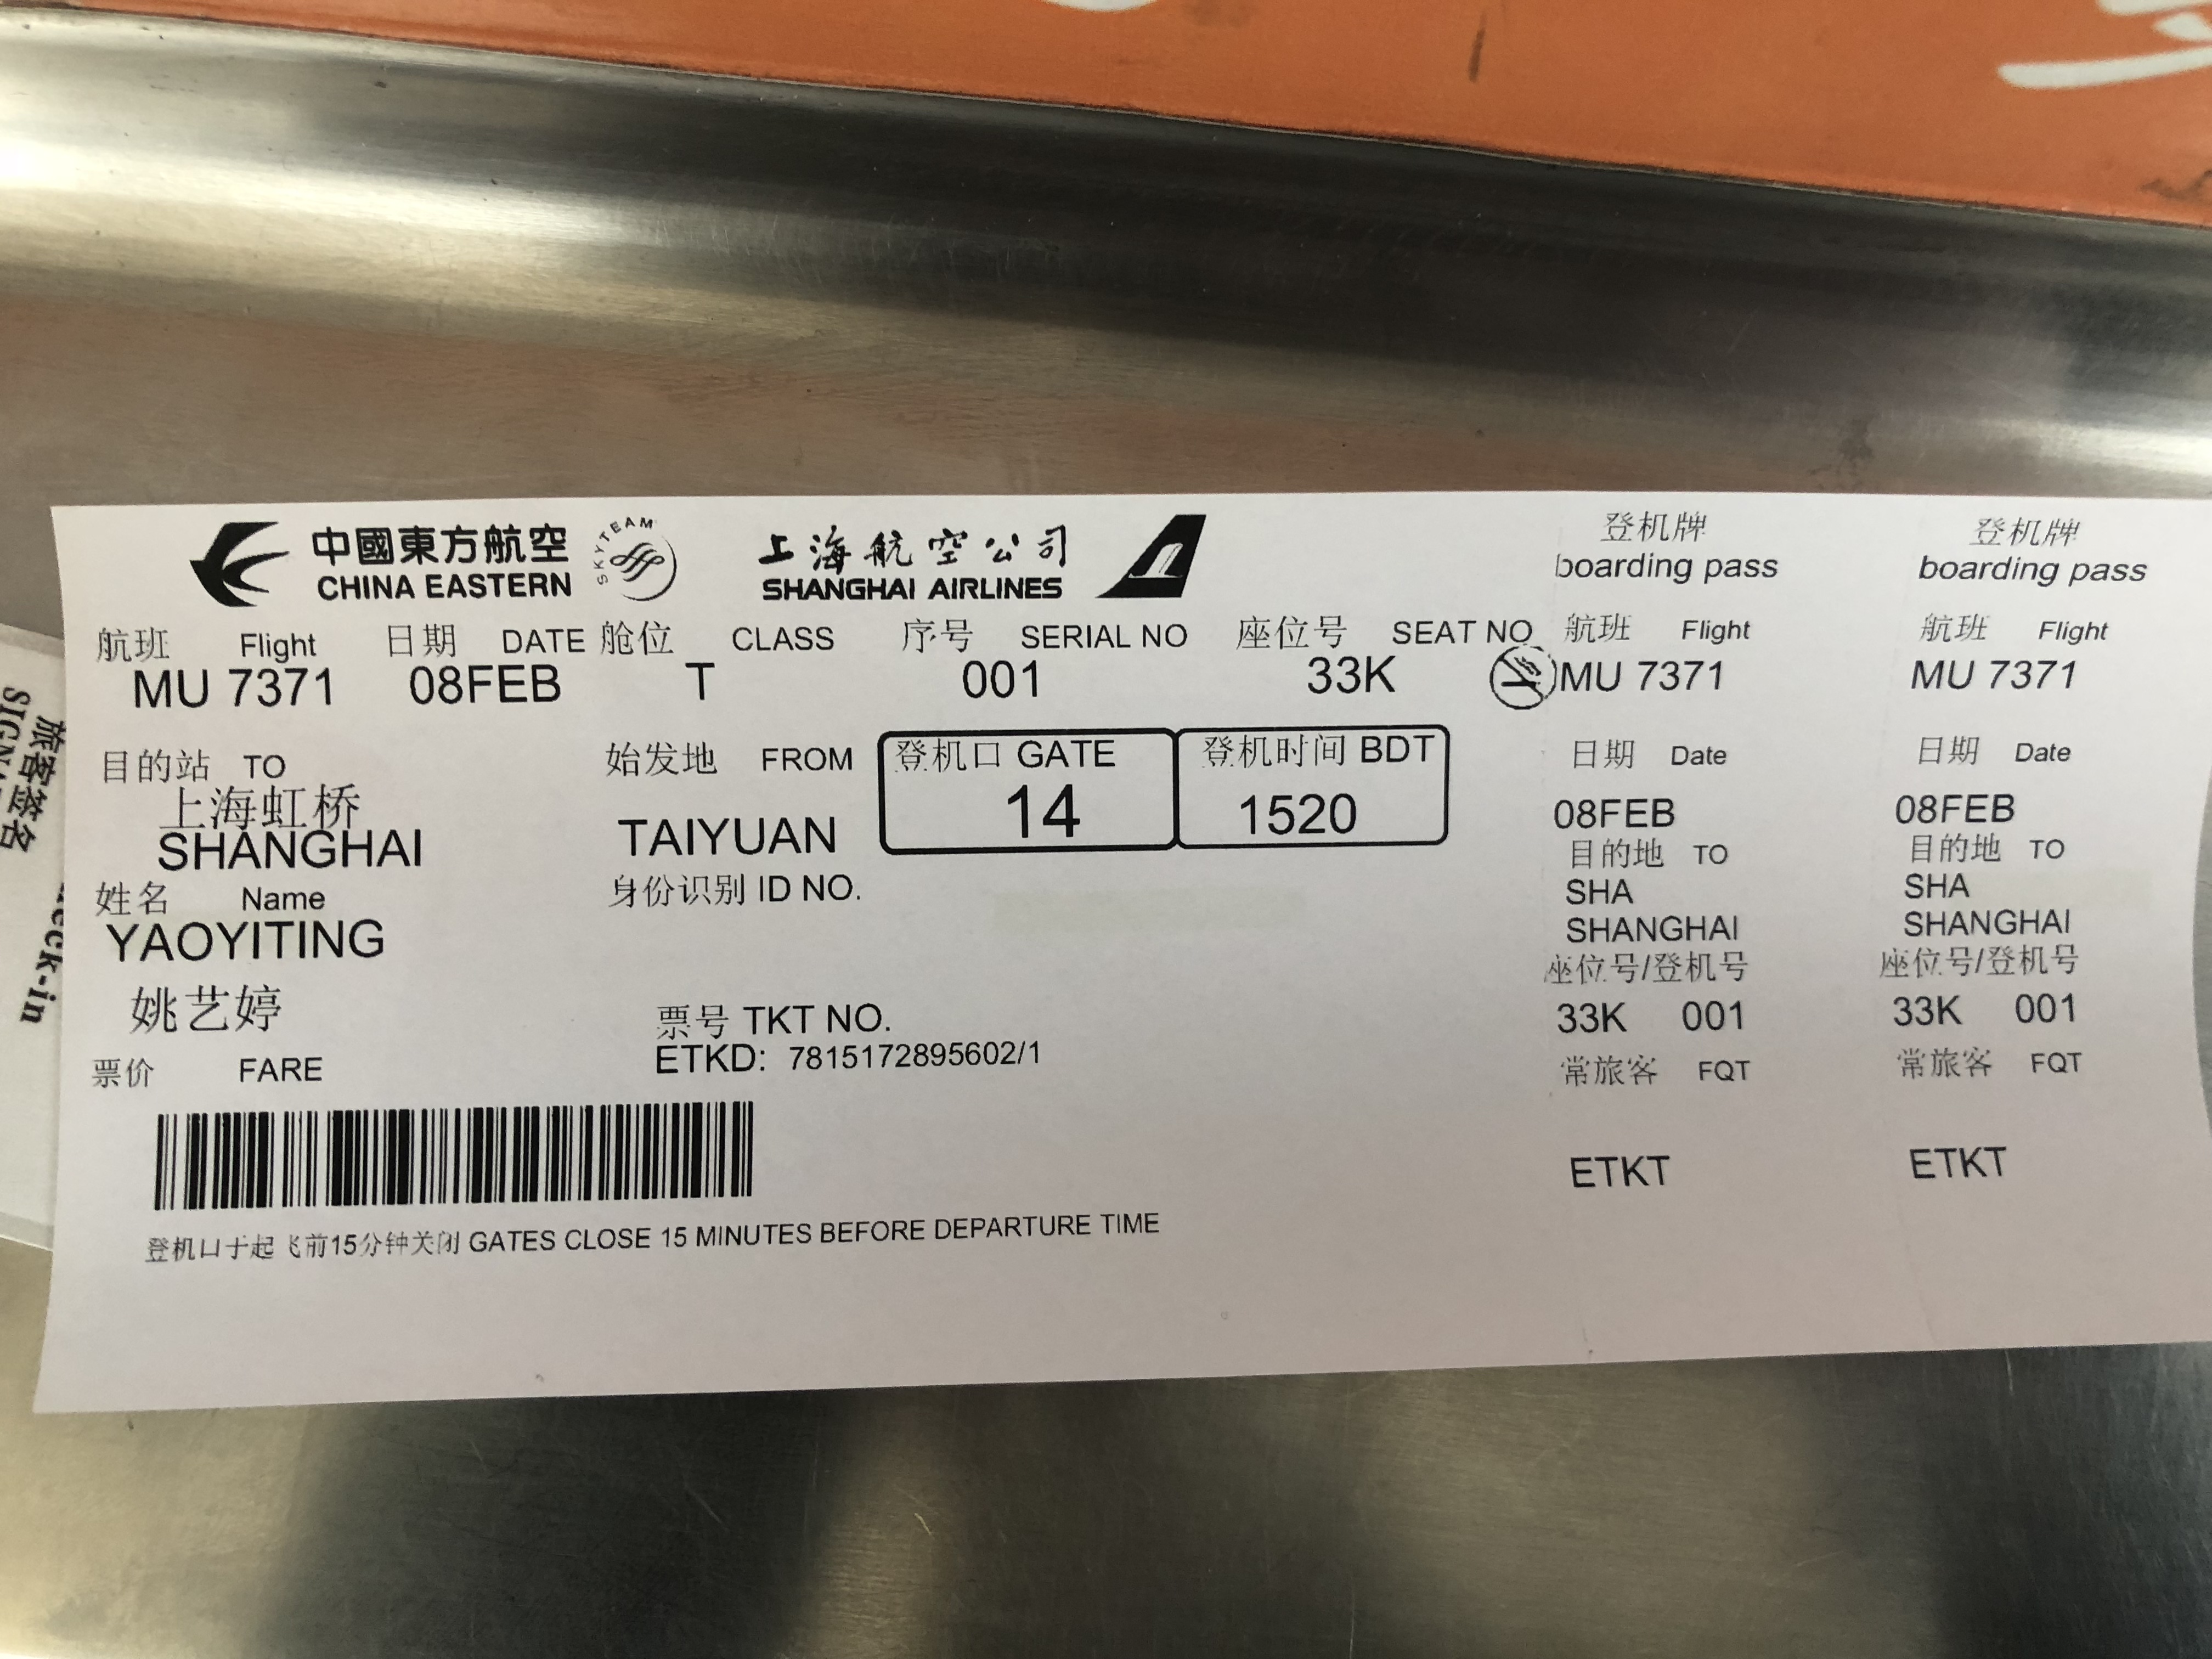 中國東方航空
CHINA EASTERN
SKYTEAM
上海航空公司
SHANGHAI AIRLINES
登机牌
boarding pass
登机牌
boarding pass
航班 Flight 日期 DATE 舱位 CLASS 序号 SERIAL NO 座位号 SEAT NO 航班 Flight 航班 Flight
MU 7371 08FEB T 001 33K MU 7371 MU 7371
目的站 TO 始发地 FROM 登机口 GATE 登机时间 BDT 日期 Date 日期 Date
上海虹桥
SHANGHAI TAIYUAN 14 1520 08FEB 08FEB
目的地 TO 目的地 TO
姓名 Name 身份识别 ID NO. SHA SHA
YAOYITING SHANGHAI SHANGHAI
座位号/登机号 座位号/登机号
姚艺婷 票号 TKT NO. 33K 001 33K 001
票价 FARE ETKD: 7815172895602/1 常旅客 FQT 常旅客 FQT
ETKT ETKT
登机口于起飞前15分钟关闭 GATES CLOSE 15 MINUTES BEFORE DEPARTURE TIME
旅客签名